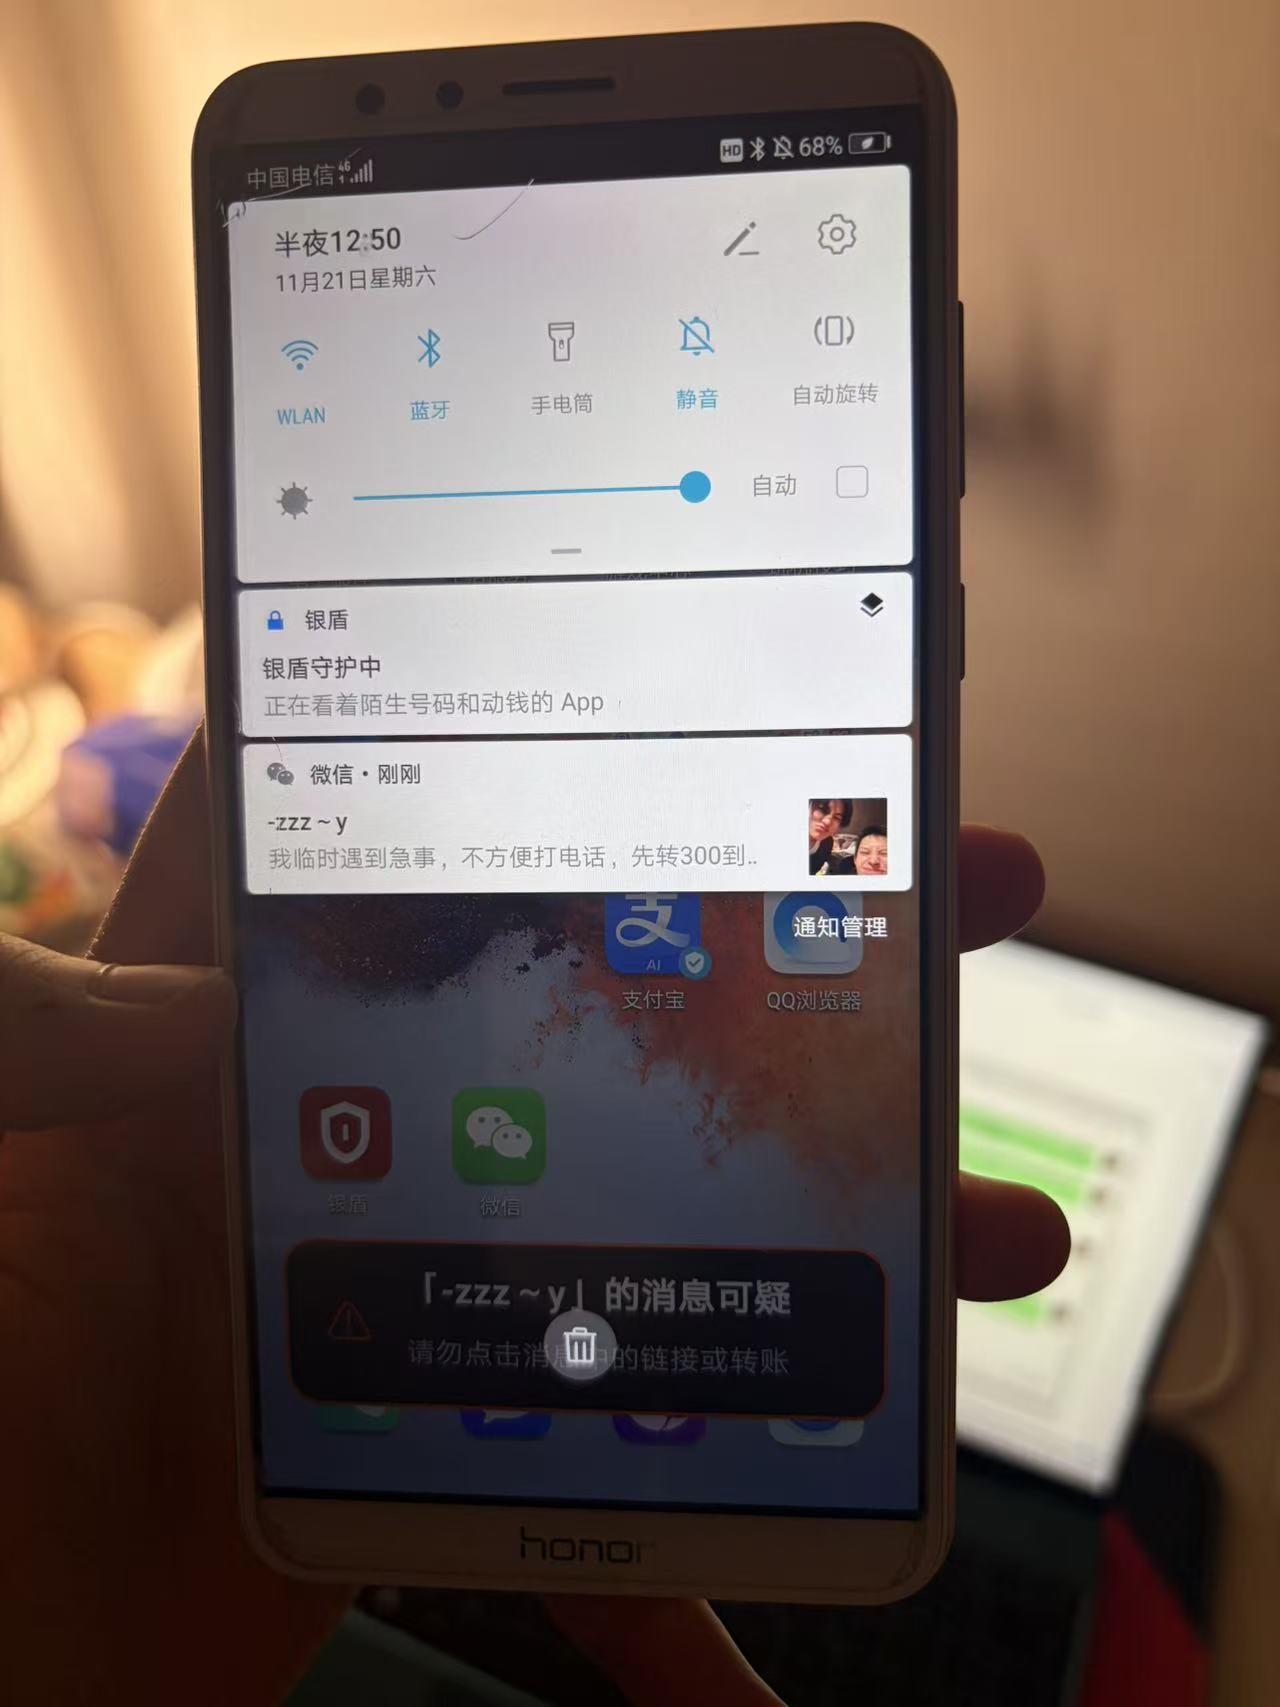 中国电信 4G
HD 68%
半夜12:50
11月21日星期六
WLAN
蓝牙
手电筒
静音
自动旋转
自动
银盾
银盾守护中
正在看着陌生号码和动钱的 App
微信・刚刚
-zzz ~ y
我临时遇到急事，不方便打电话，先转300到..
支
AI
通知管理
支付宝
QQ浏览器
银盾
微信
「-zzz ~ y」的消息可疑
请勿点击消息中的链接或转账
honor